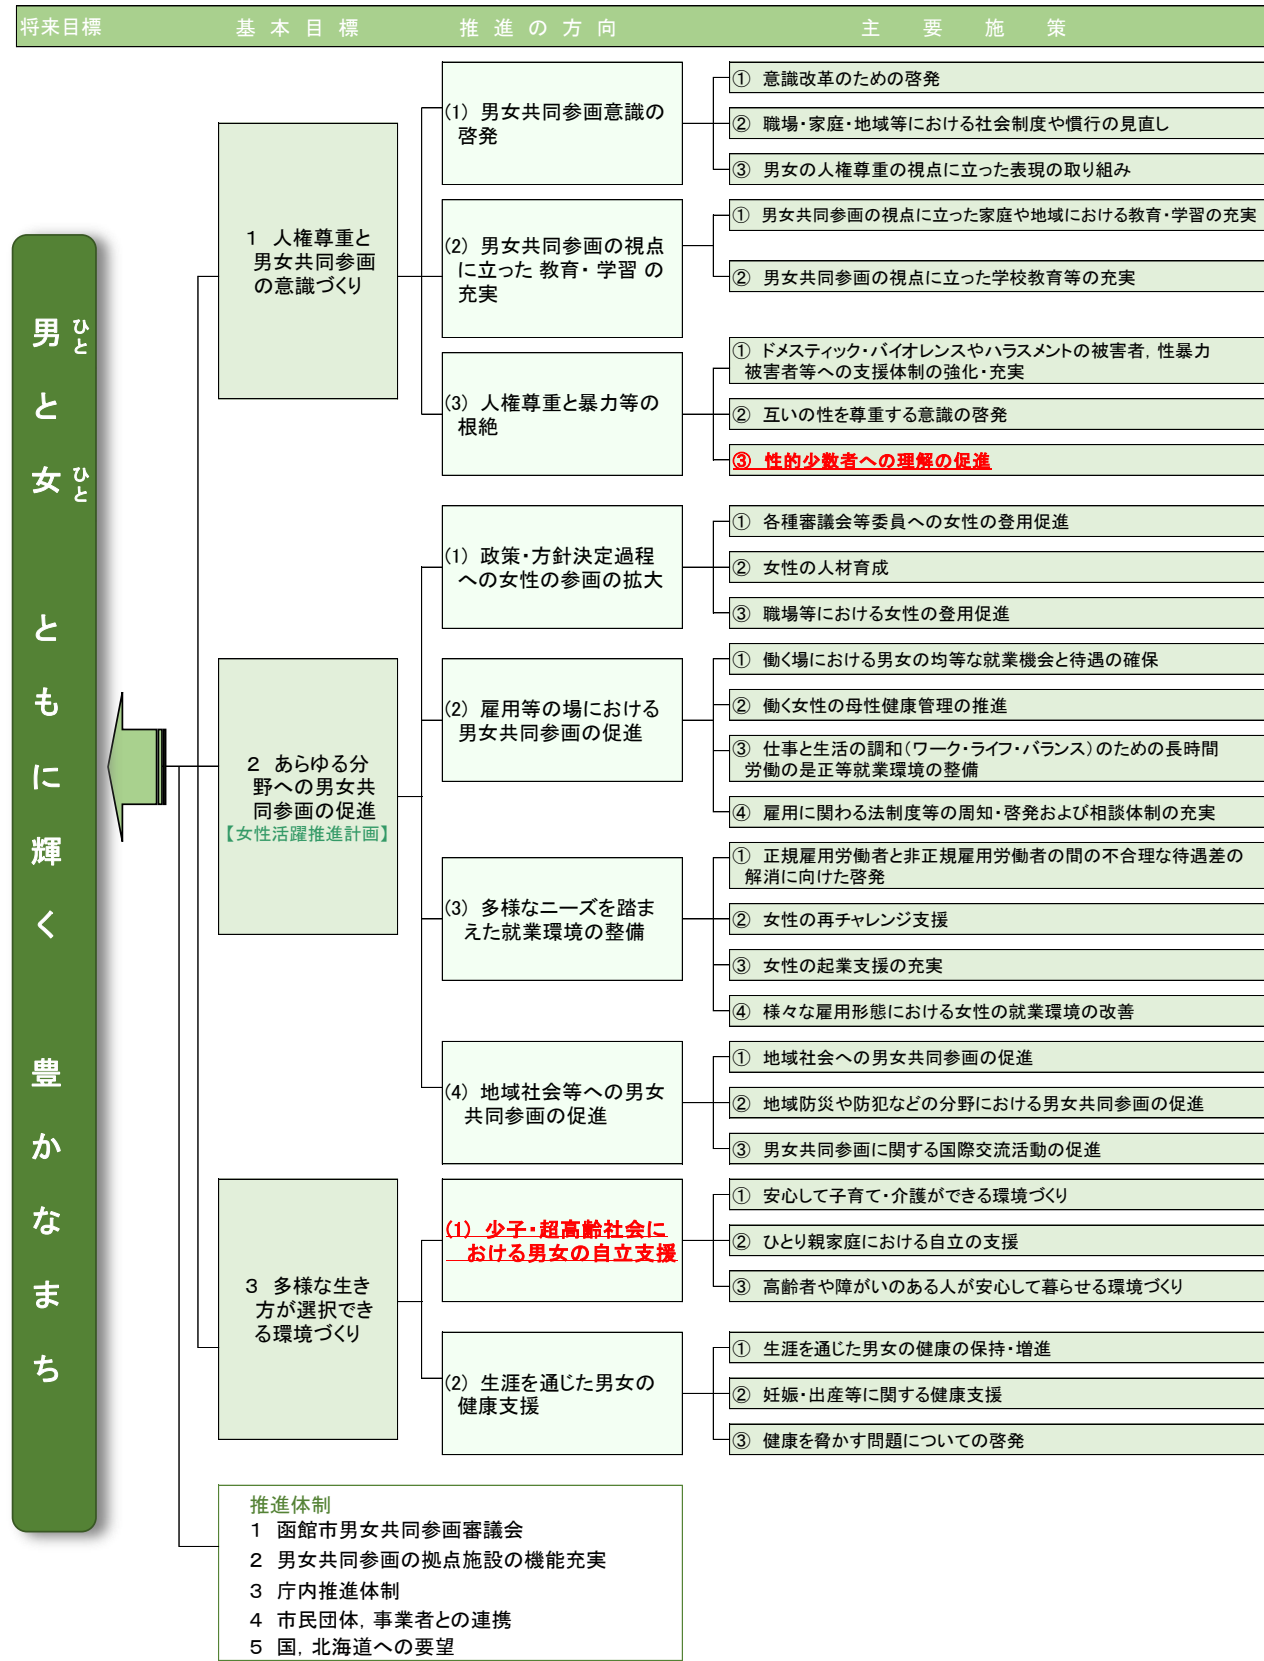 将来目標　基本目標　推進の方向　主要施策
男と女　ともに輝く　豊かなまち
ひと
ひと
1　人権尊重と
男女共同参画
の意識づくり
(1) 男女共同参画意識の
啓発
①　意識改革のための啓発
②　職場・家庭・地域等における社会制度や慣行の見直し
③　男女の人権尊重の視点に立った表現の取り組み
(2) 男女共同参画の視点
に立った 教育・ 学習 の
充実
①　男女共同参画の視点に立った家庭や地域における教育・学習の充実
②　男女共同参画の視点に立った学校教育等の充実
(3) 人権尊重と暴力等の
根絶
①　ドメスティック・バイオレンスやハラスメントの被害者，性暴力
被害者等への支援体制の強化・充実
②　互いの性を尊重する意識の啓発
③　性的少数者への理解の促進
2　あらゆる分
野への男女共
同参画の促進
【女性活躍推進計画】
(1) 政策・方針決定過程
への女性の参画の拡大
①　各種審議会等委員への女性の登用促進
②　女性の人材育成
③　職場等における女性の登用促進
(2) 雇用等の場における
男女共同参画の促進
①　働く場における男女の均等な就業機会と待遇の確保
②　働く女性の母性健康管理の推進
③　仕事と生活の調和（ワーク・ライフ・バランス）のための長時間
労働の是正等就業環境の整備
④　雇用に関わる法制度等の周知・啓発および相談体制の充実
(3) 多様なニーズを踏ま
えた就業環境の整備
①　正規雇用労働者と非正規雇用労働者の間の不合理な待遇差の
解消に向けた啓発
②　女性の再チャレンジ支援
③　女性の起業支援の充実
④　様々な雇用形態における女性の就業環境の改善
(4) 地域社会等への男女
共同参画の促進
①　地域社会への男女共同参画の促進
②　地域防災や防犯などの分野における男女共同参画の促進
③　男女共同参画に関する国際交流活動の促進
3　多様な生き
方が選択でき
る環境づくり
(1) 少子・超高齢社会に
おける男女の自立支援
①　安心して子育て・介護ができる環境づくり
②　ひとり親家庭における自立の支援
③　高齢者や障がいのある人が安心して暮らせる環境づくり
(2) 生涯を通じた男女の
健康支援
①　生涯を通じた男女の健康の保持・増進
②　妊娠・出産等に関する健康支援
③　健康を脅かす問題についての啓発
推進体制
1　函館市男女共同参画審議会
2　男女共同参画の拠点施設の機能充実
3　庁内推進体制
4　市民団体，事業者との連携
5　国，北海道への要望